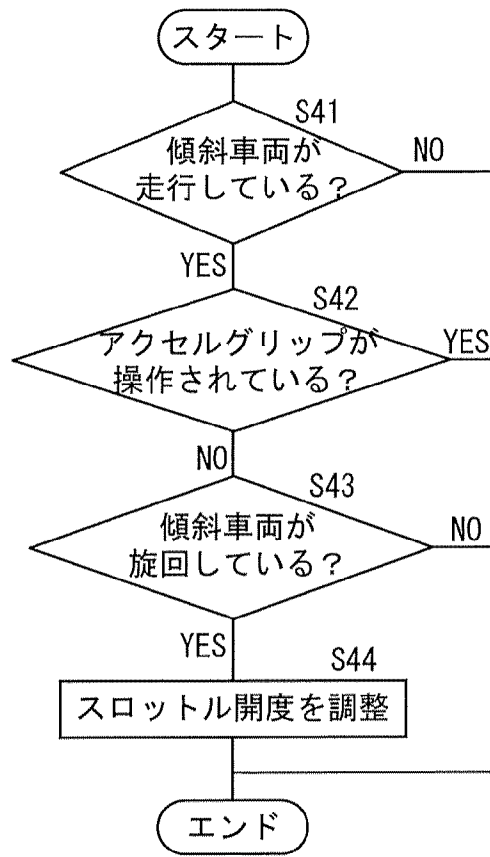 スタート
S41
傾斜車両が
走行している？
NO
YES
S42
アクセルグリップが
操作されている？
YES
NO
S43
傾斜車両が
旋回している？
NO
YES
S44
スロットル開度を調整
エンド